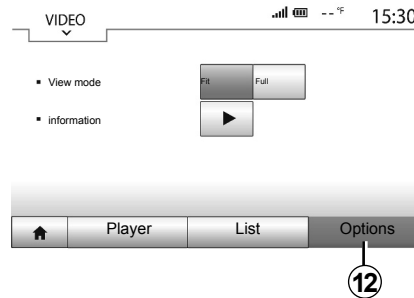 VIDEO -- °F 15:30
▪ View mode Fit Full
▪ information
Player List Options
12